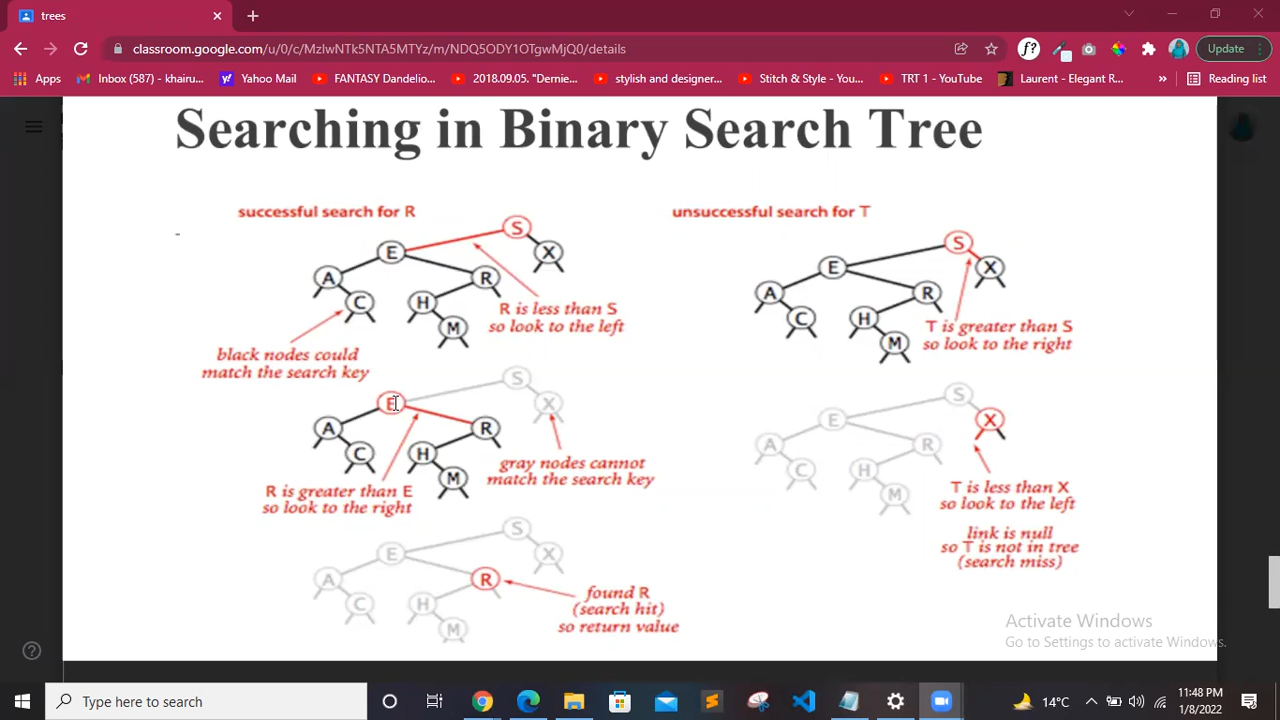 trees
classroom.google.com/u/0/c/MzIwNTk5NTA5MTYz/m/NDQ5ODY1OTgwMjQ0/details
f?
Update
Apps
Inbox (587) - khairu...
Yahoo Mail
FANTASY Dandelio...
2018.09.05. "Dernie...
stylish and designer...
Stitch & Style - You...
TRT 1 - YouTube
Laurent - Elegant R...
»
Reading list
Searching in Binary Search Tree
successful search for R
S
E
X
A
R
C
H
M
R is less than S
so look to the left
black nodes could
match the search key
S
E
X
A
R
C
H
M
gray nodes cannot
match the search key
R is greater than E
so look to the right
S
E
X
A
R
C
H
M
found R
(search hit)
so return value
unsuccessful search for T
S
E
X
A
R
C
H
M
T is greater than S
so look to the right
S
E
X
A
R
C
H
M
T is less than X
so look to the left
link is null
so T is not in tree
(search miss)
Activate Windows
Go to Settings to activate Windows.
Type here to search
14°C
11:48 PM
1/8/2022